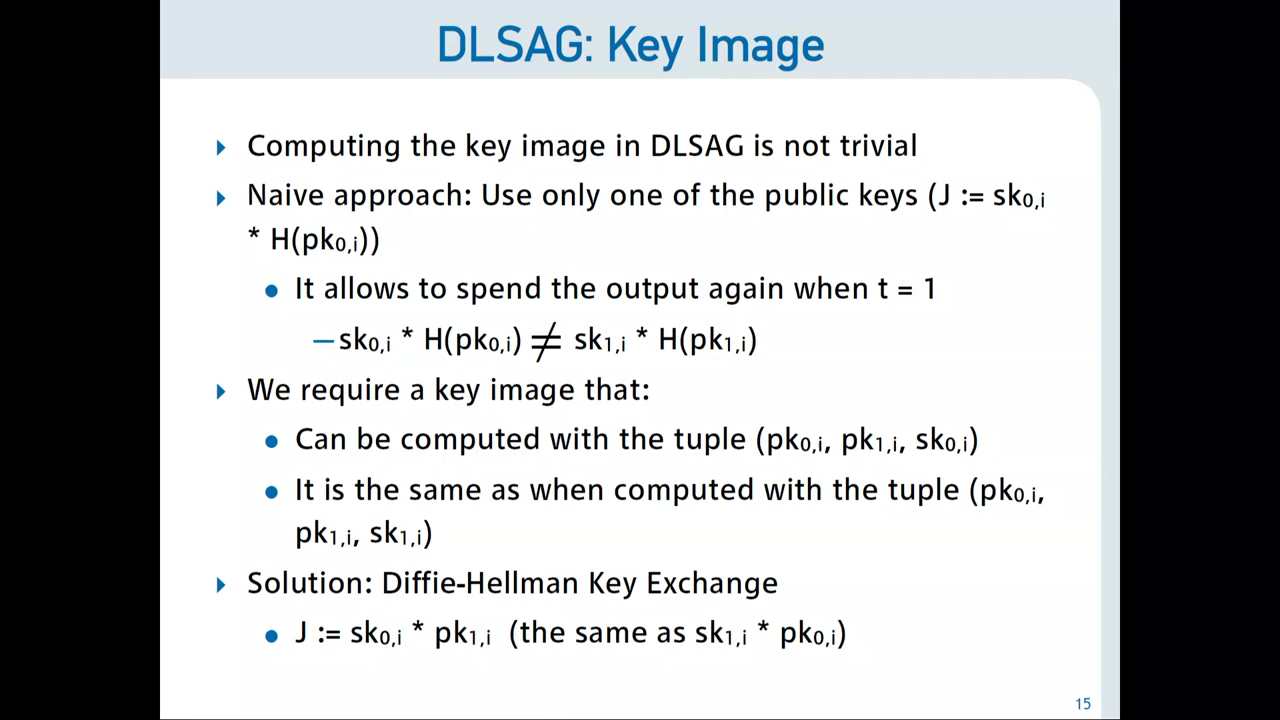 DLSAG: Key Image
Computing the key image in DLSAG is not trivial
Naive approach: Use only one of the public keys (J := sk₀,ᵢ
* H(pk₀,ᵢ))
It allows to spend the output again when t = 1
—sk₀,ᵢ * H(pk₀,ᵢ) ≠ sk₁,ᵢ * H(pk₁,ᵢ)
We require a key image that:
Can be computed with the tuple (pk₀,ᵢ, pk₁,ᵢ, sk₀,ᵢ)
It is the same as when computed with the tuple (pk₀,ᵢ,
pk₁,ᵢ, sk₁,ᵢ)
Solution: Diffie-Hellman Key Exchange
J := sk₀,ᵢ * pk₁,ᵢ (the same as sk₁,ᵢ * pk₀,ᵢ)
15